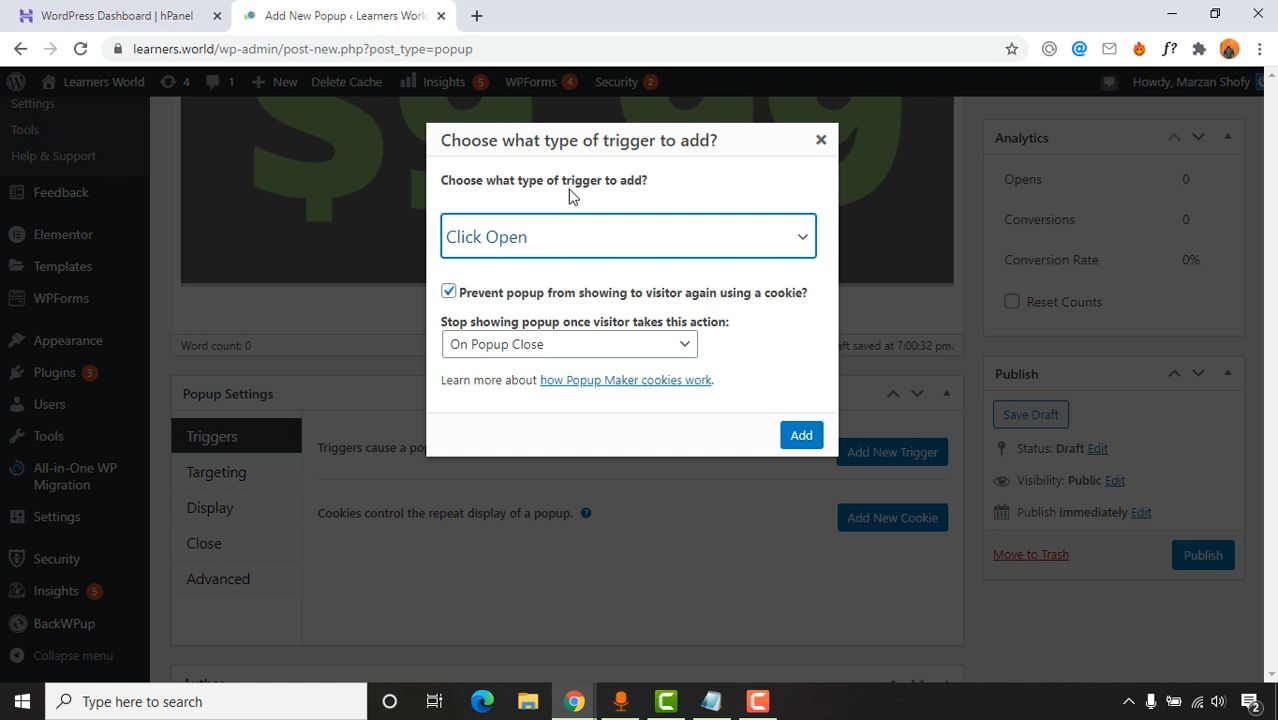 WordPress Dashboard | hPanel
Add New Popup ‹ Learners Worl
learners.world/wp-admin/post-new.php?post_type=popup
Learners World
4
New
Delete Cache
Insights 5
WPForms 4
Security 2
Howdy, Marzan Shofy
Settings
Tools
Help & Support
Feedback
Elementor
Templates
WPForms
Appearance
Plugins 3
Users
Tools
All-in-One WP
Migration
Settings
Security
Insights 5
BackWPup
Collapse menu
$9.99
Choose what type of trigger to add?
Choose what type of trigger to add?
Click Open
Prevent popup from showing to visitor again using a cookie?
Stop showing popup once visitor takes this action:
On Popup Close
Learn more about how Popup Maker cookies work.
Add
Word count: 0
ft saved at 7:00:32 pm.
Popup Settings
Triggers
Targeting
Display
Close
Advanced
Triggers cause a po
Add New Trigger
Cookies control the repeat display of a popup.
Add New Cookie
Analytics
Opens 0
Conversions 0
Conversion Rate 0%
Reset Counts
Publish
Save Draft
Status: Draft Edit
Visibility: Public Edit
Publish immediately Edit
Move to Trash
Publish
Type here to search
2